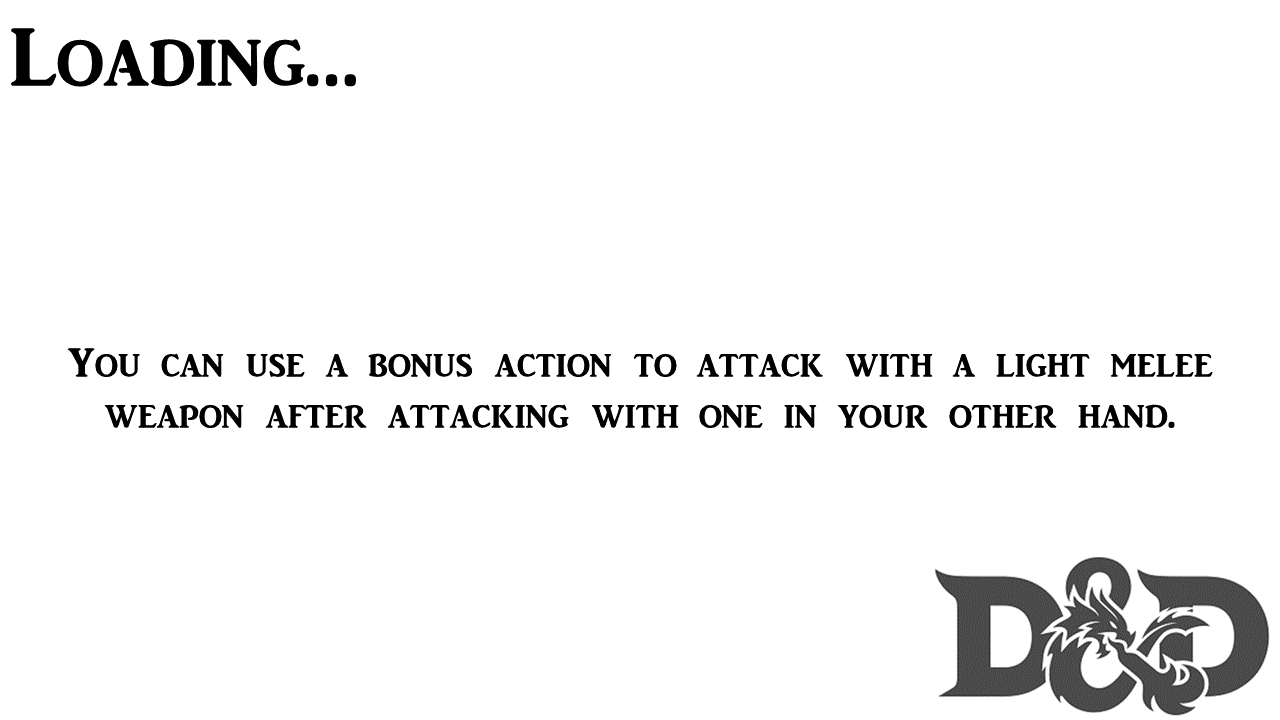 Loading...
You can use a bonus action to attack with a light melee
weapon after attacking with one in your other hand.
D&D